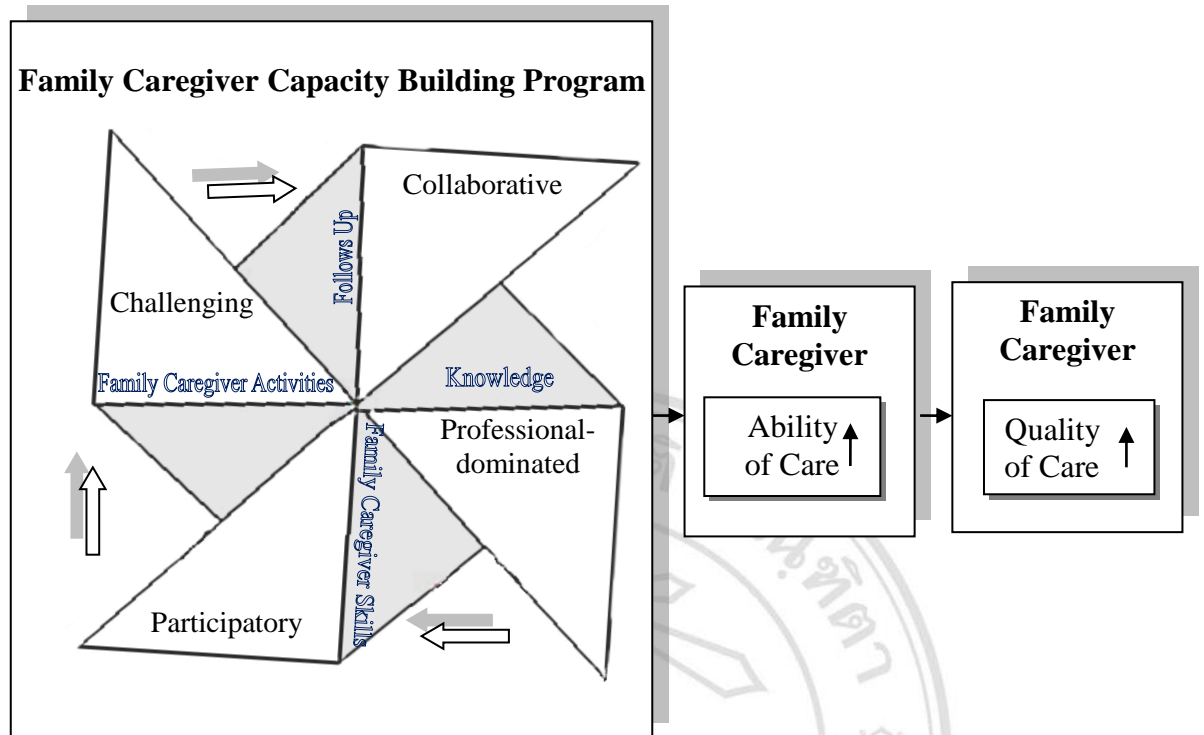 Family Caregiver Capacity Building Program
Collaborative
Follows Up
Challenging
Family Caregiver Activities
Knowledge
Professional-
dominated
Family Caregiver Skills
Participatory
Family
Caregiver
Ability
of Care
Family
Caregiver
Quality
of Care